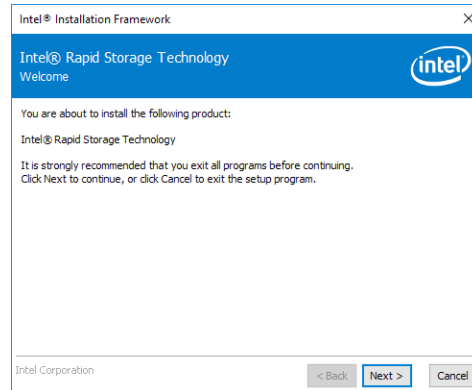 Intel® Installation Framework
Intel® Rapid Storage Technology
Welcome
intel
You are about to install the following product:
Intel® Rapid Storage Technology
It is strongly recommended that you exit all programs before continuing.
Click Next to continue, or click Cancel to exit the setup program.
Intel Corporation
< Back Next > Cancel